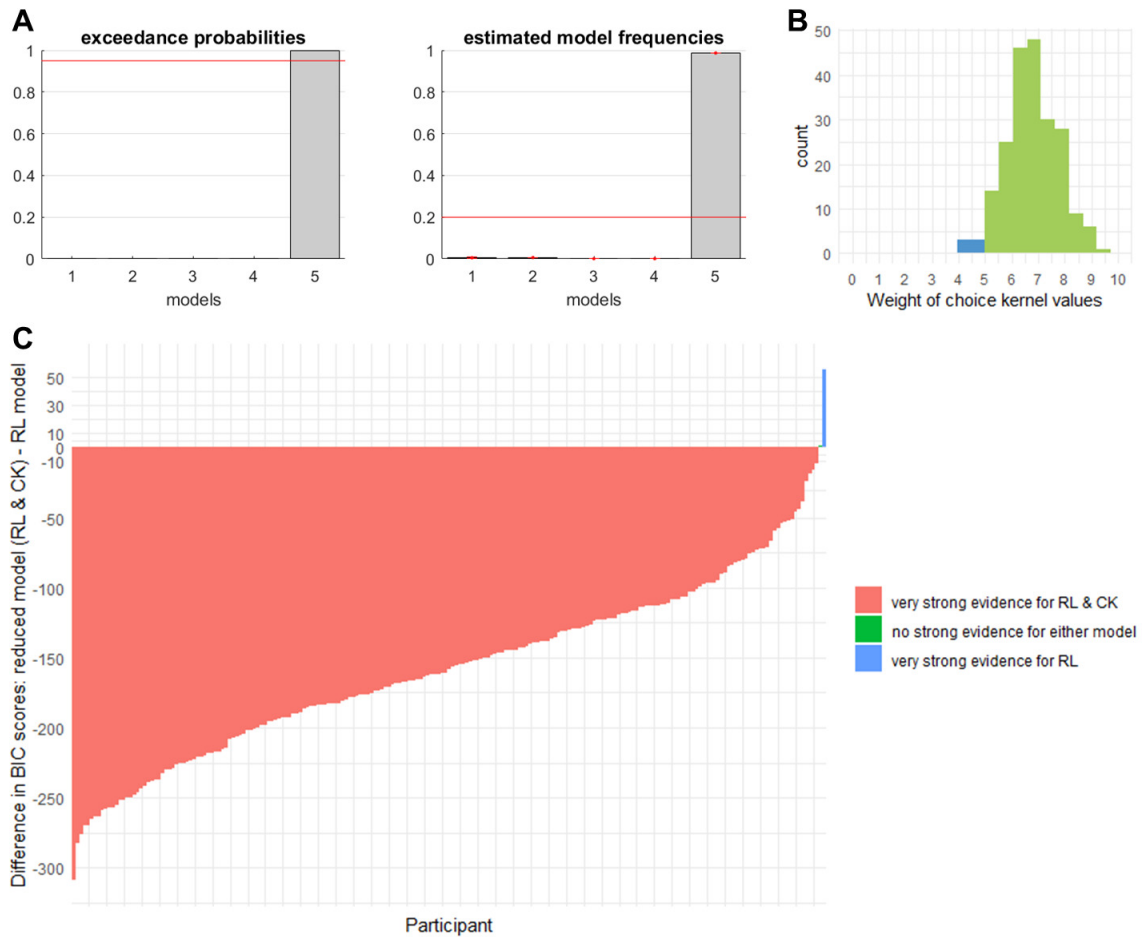 A
exceedance probabilities
1
0.8
0.6
0.4
0.2
0
1 2 3 4 5
models
estimated model frequencies
1
0.8
0.6
0.4
0.2
0
1 2 3 4 5
models
B
50
40
30
20
10
0
count
0 1 2 3 4 5 6 7 8 9 10
Weight of choice kernel values
C
Difference in BIC scores: reduced model (RL & CK) - RL model
50
30
10
0
-10
-50
-100
-150
-200
-250
-300
Participant
very strong evidence for RL & CK
no strong evidence for either model
very strong evidence for RL